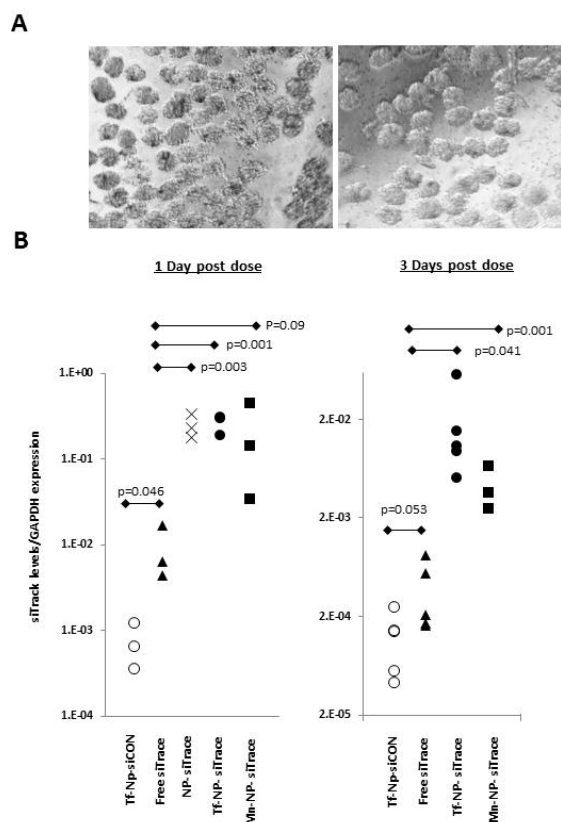 A
B
1 Day post dose
3 Days post dose
P=0.09
p=0.001
p=0.003
p=0.046
p=0.001
p=0.041
p=0.053
siTrack levels/GAPDH expression
1.E+00
1.E-01
1.E-02
1.E-03
1.E-04
2.E-02
2.E-03
2.E-04
2.E-05
Tf-Np-siCON
Free siTrace
NP- siTrace
Tf-NP- siTrace
Mn-NP- siTrace
Tf-NP-siCON
Free siTrace
Tf-NP- siTrace
Mn-NP- siTrace